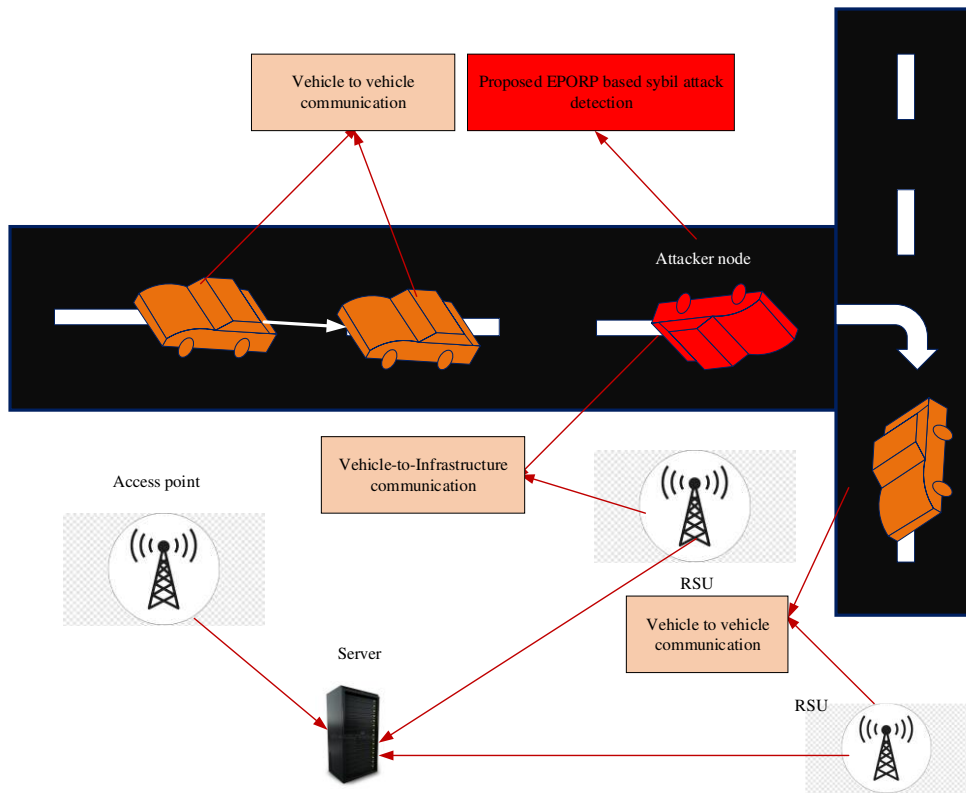 Vehicle to vehicle
communication
Proposed EPORP based sybil attack
detection
Attacker node
Vehicle-to-Infrastructure
communication
Access point
RSU
Vehicle to vehicle
communication
Server
RSU